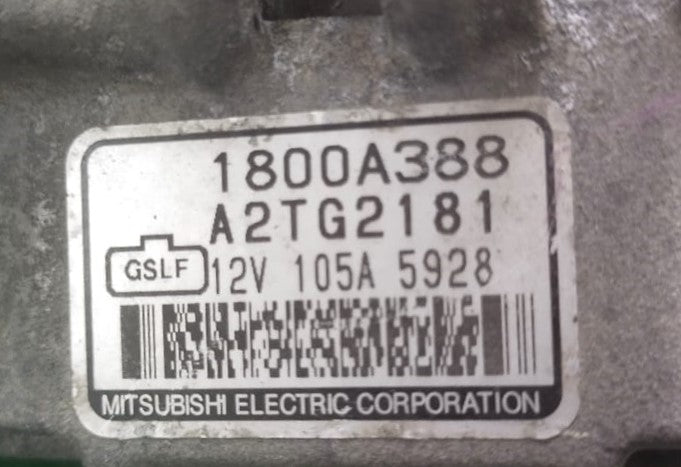 1800A388
A2TG2181
GSLF 12V 105A 5928
MITSUBISHI ELECTRIC CORPORATION